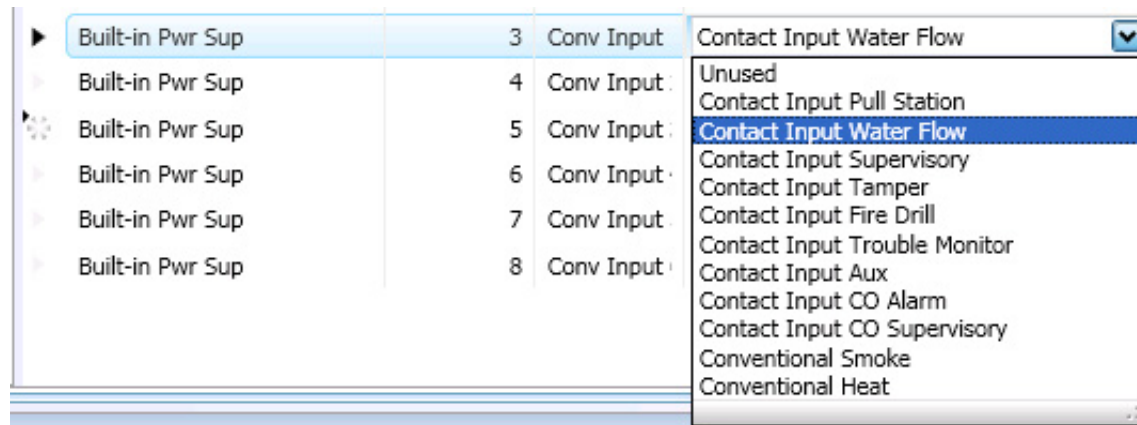 Built-in Pwr Sup 3 Conv Input Contact Input Water Flow
Built-in Pwr Sup 4 Conv Input
Built-in Pwr Sup 5 Conv Input
Built-in Pwr Sup 6 Conv Input
Built-in Pwr Sup 7 Conv Input
Built-in Pwr Sup 8 Conv Input
Unused
Contact Input Pull Station
Contact Input Water Flow
Contact Input Supervisory
Contact Input Tamper
Contact Input Fire Drill
Contact Input Trouble Monitor
Contact Input Aux
Contact Input CO Alarm
Contact Input CO Supervisory
Conventional Smoke
Conventional Heat